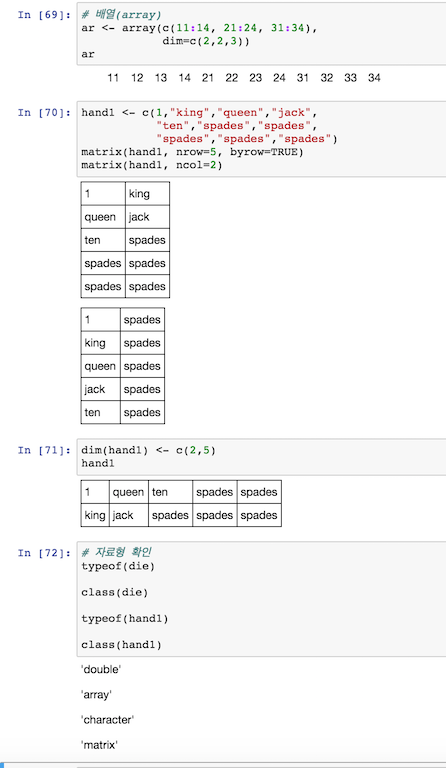 In [69]: # 배열(array)
ar <- array(c(11:14, 21:24, 31:34),
dim=c(2,2,3))
ar
11 12 13 14 21 22 23 24 31 32 33 34
In [70]: hand1 <- c(1,"king","queen","jack",
"ten","spades","spades",
"spades","spades","spades")
matrix(hand1, nrow=5, byrow=TRUE)
matrix(hand1, ncol=2)
1 king
queen jack
ten spades
spades spades
spades spades
1 spades
king spades
queen spades
jack spades
ten spades
In [71]: dim(hand1) <- c(2,5)
hand1
1 queen ten spades spades
king jack spades spades spades
In [72]: # 자료형 확인
typeof(die)
class(die)
typeof(hand1)
class(hand1)
'double'
'array'
'character'
'matrix'